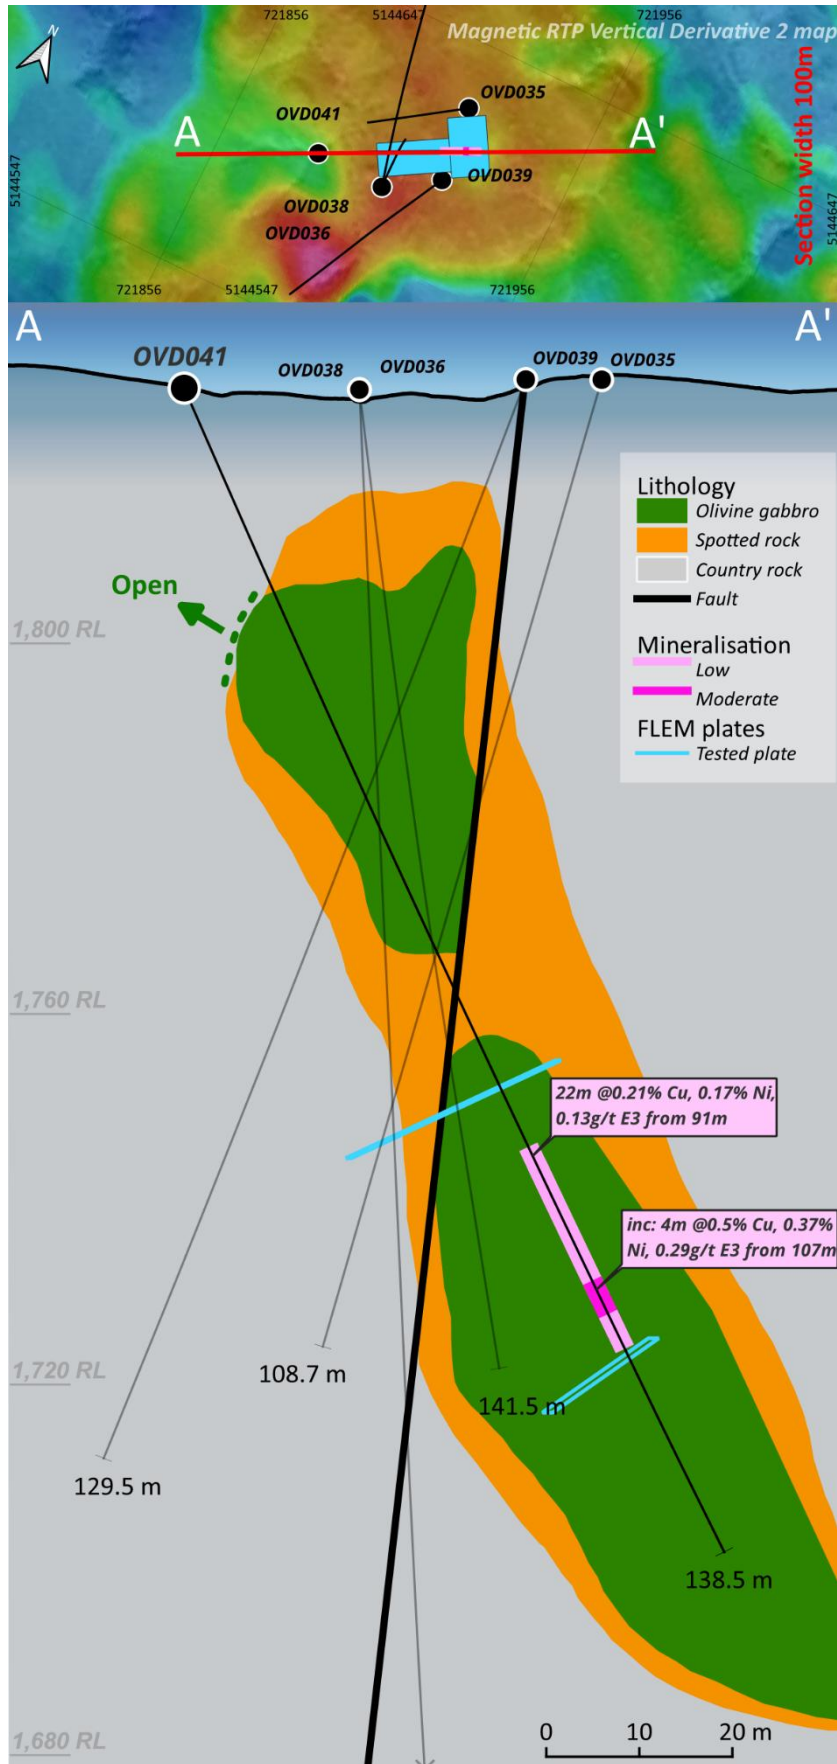 721856
5144647
721956
N
Magnetic RTP Vertical Derivative 2 map
OVD035
OVD041
A
A'
OVD039
OVD038
OVD036
5144547
5144647
Section width 100m
721856
5144547
721956
A
A'
OVD041
OVD038
OVD036
OVD039
OVD035
Lithology
Olivine gabbro
Spotted rock
Country rock
Fault
Mineralisation
Low
Moderate
FLEM plates
Tested plate
Open
1,800 RL
1,760 RL
22m @0.21% Cu, 0.17% Ni,
0.13g/t E3 from 91m
inc: 4m @0.5% Cu, 0.37%
Ni, 0.29g/t E3 from 107m
1,720 RL
108.7 m
141.5 m
129.5 m
138.5 m
1,680 RL
0 10 20 m